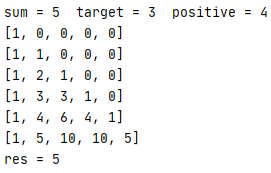 sum = 5  target = 3  positive = 4
[1, 0, 0, 0, 0]
[1, 1, 0, 0, 0]
[1, 2, 1, 0, 0]
[1, 3, 3, 1, 0]
[1, 4, 6, 4, 1]
[1, 5, 10, 10, 5]
res = 5